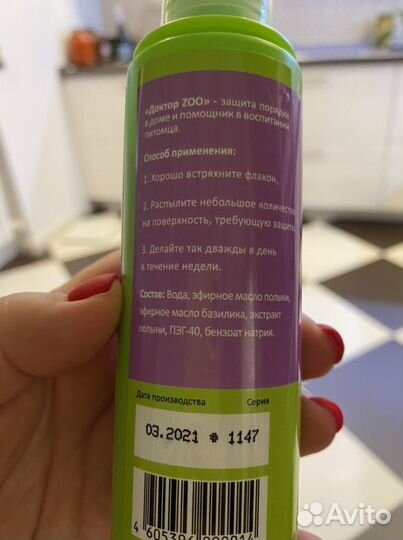 «Доктор ZOO» - защита порядка
в доме и помощник в воспитании
питомца.
Способ применения:
1. Хорошо встряхните флакон.
2. Распылите небольшое количество
на поверхность, требующую защиты
3. Делайте так дважды в день
в течение недели.
Состав: Вода, эфирное масло полыни,
эфирное масло базилика, экстракт
полыни, ПЭГ-40, бензоат натрия.
Дата производства Серия
03.2021 * 1147
Avito